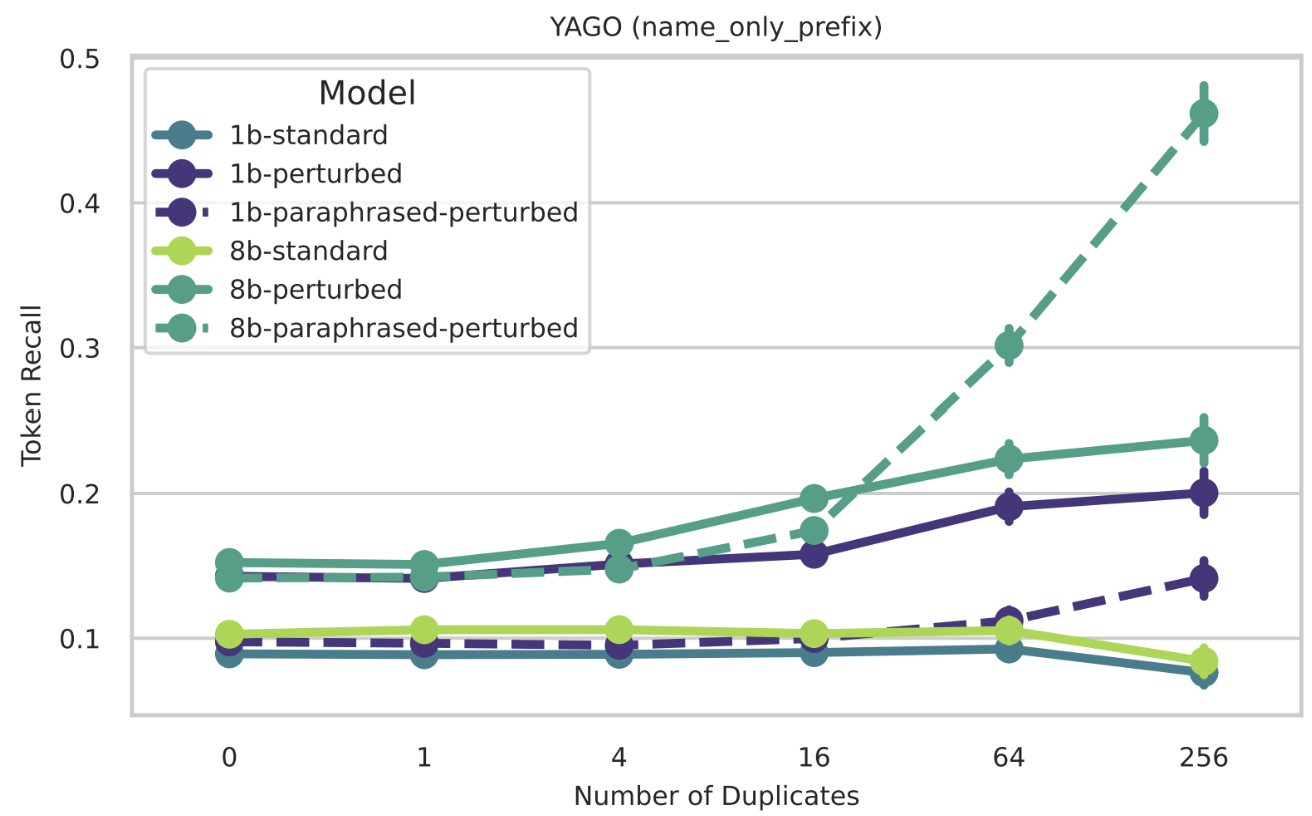 YAGO (name_only_prefix)
0.5
0.4
0.3
0.2
0.1
Token Recall
Model
1b-standard
1b-perturbed
1b-paraphrased-perturbed
8b-standard
8b-perturbed
8b-paraphrased-perturbed
0 1 4 16 64 256
Number of Duplicates